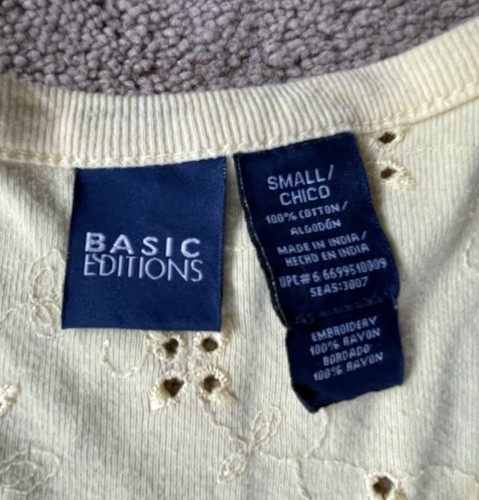 BASIC
EDITIONS
SMALL/
CHICO
100% COTTON/
ALGODÓN
MADE IN INDIA/
HECHO EN INDIA
UPC# 6 6699510009
SEAS:3007
EMBROIDERY
100% RAYON
BORDADO
100% RAYON